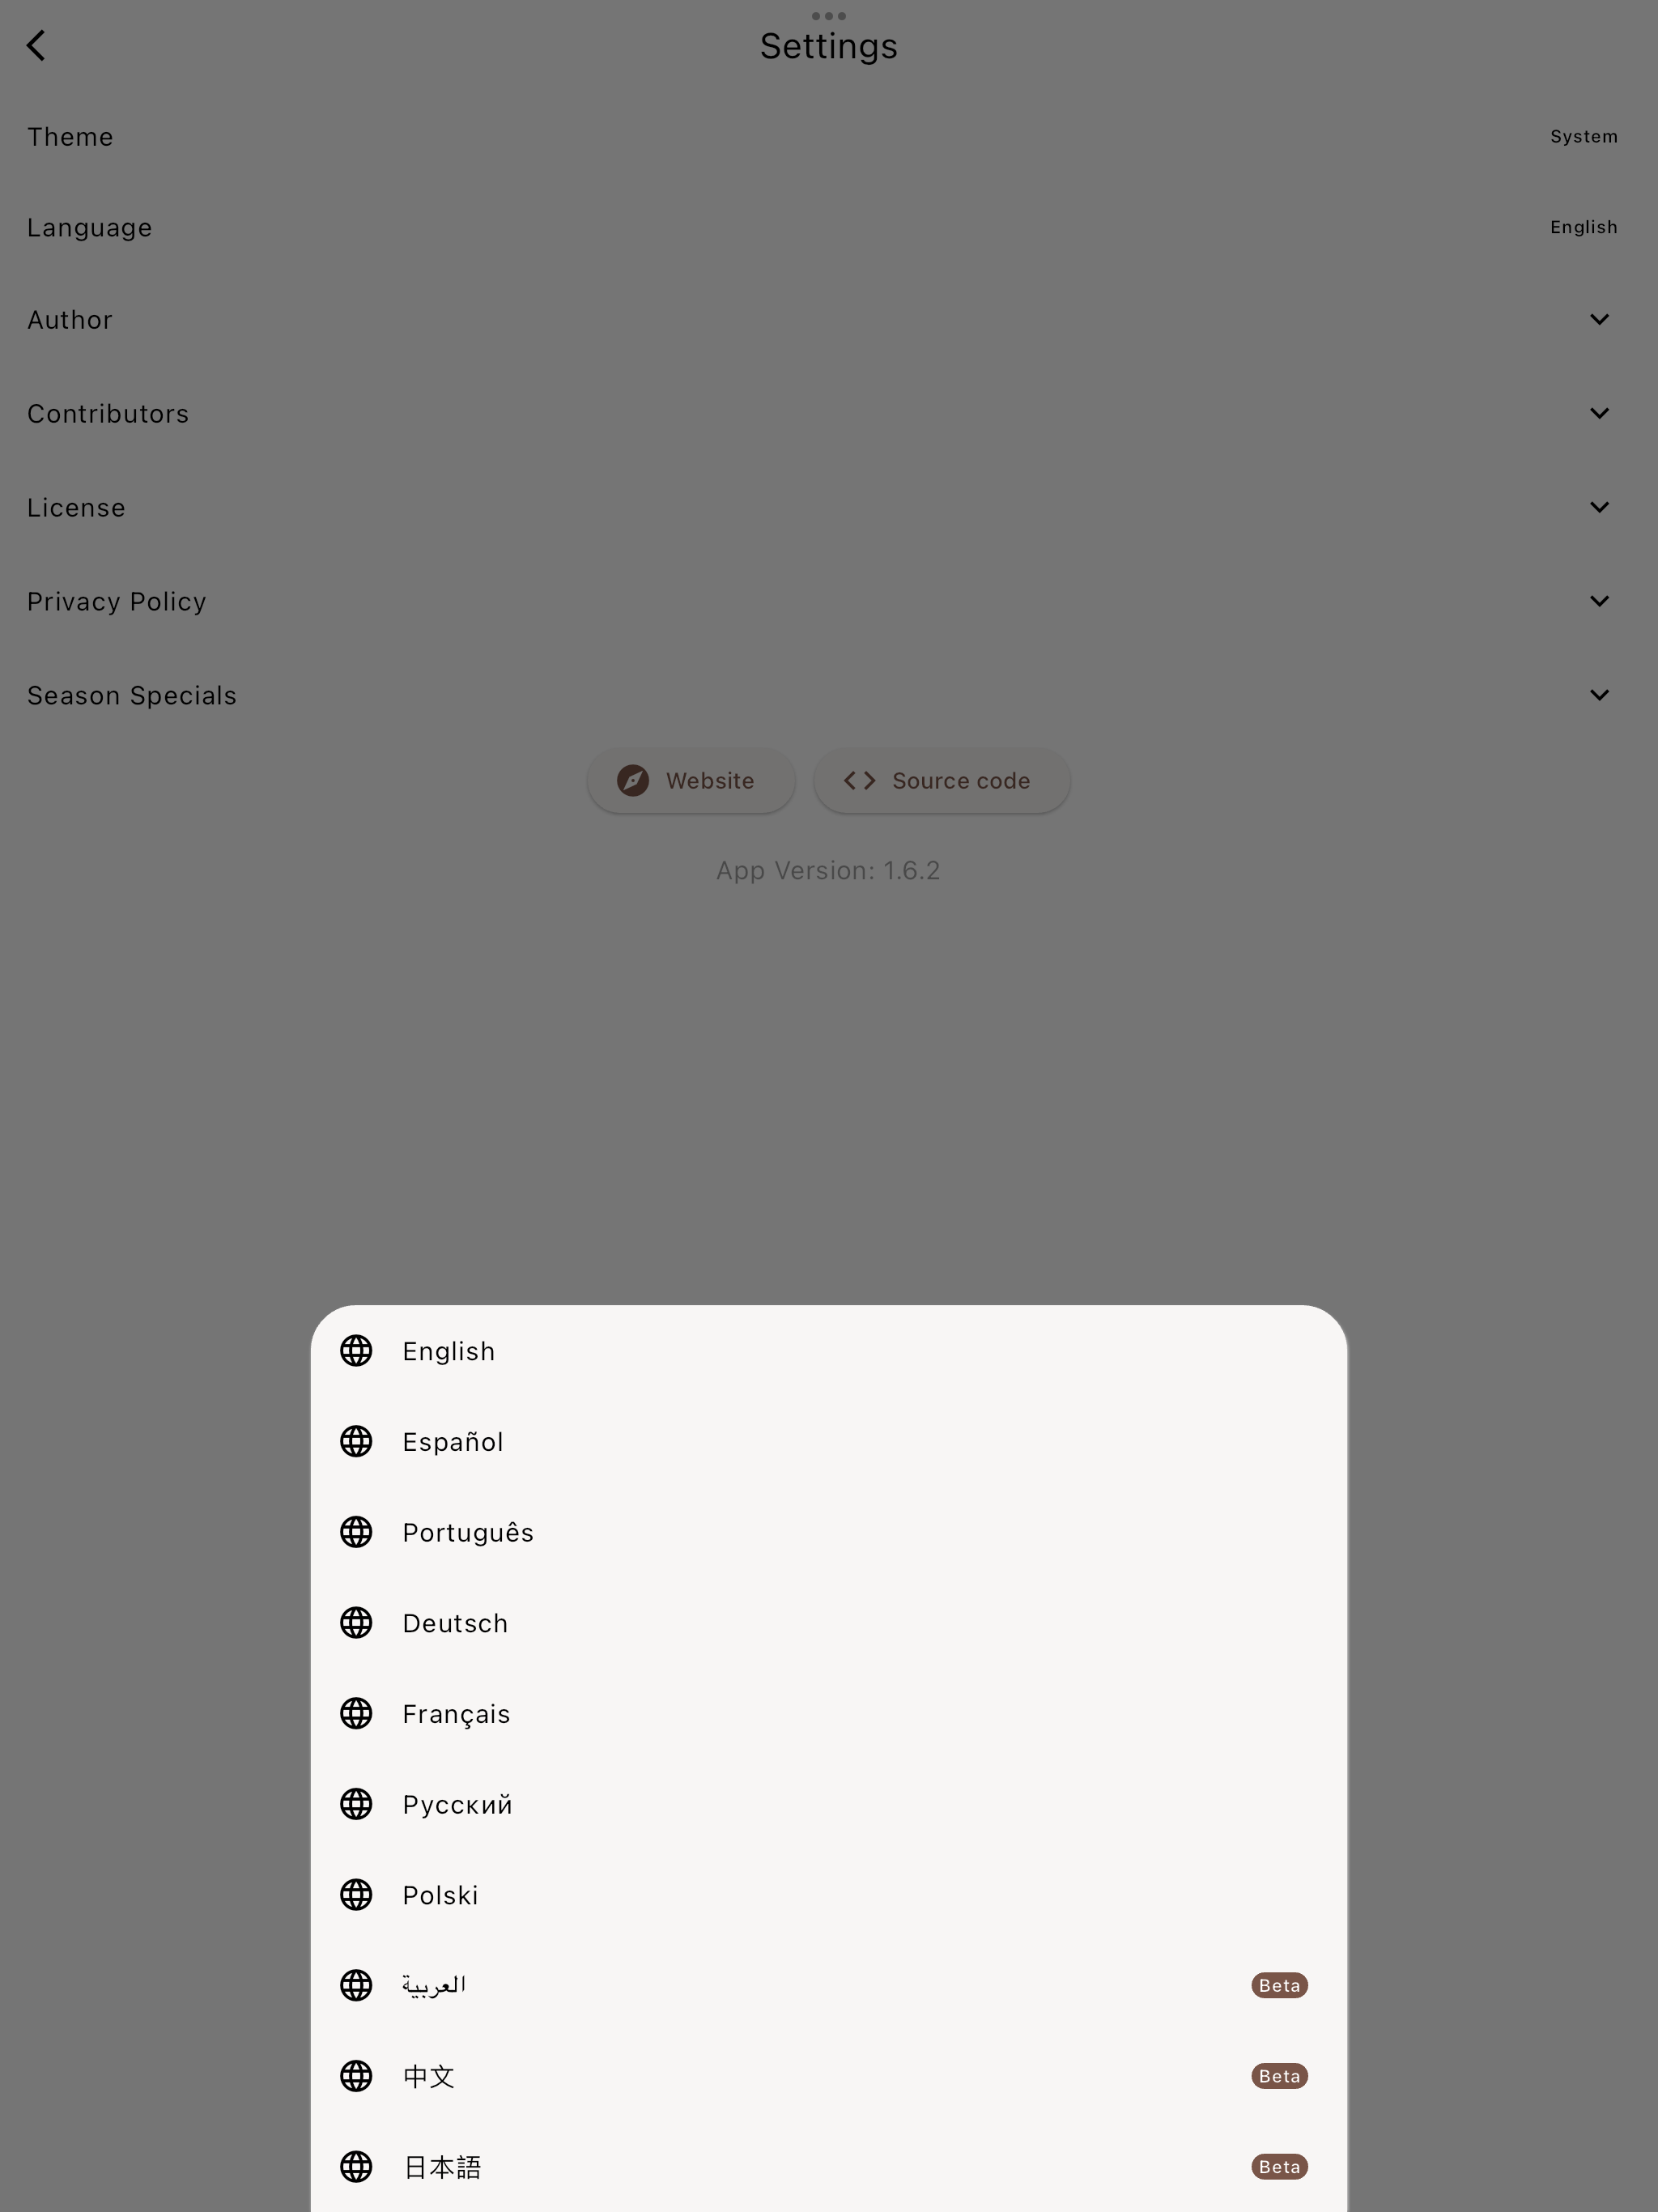 Settings
Theme
System
Language
English
Author
Contributors
License
Privacy Policy
Season Specials
Website
Source code
App Version: 1.6.2
English
Español
Português
Deutsch
Français
Русский
Polski
العربية
Beta
中文
Beta
日本語
Beta